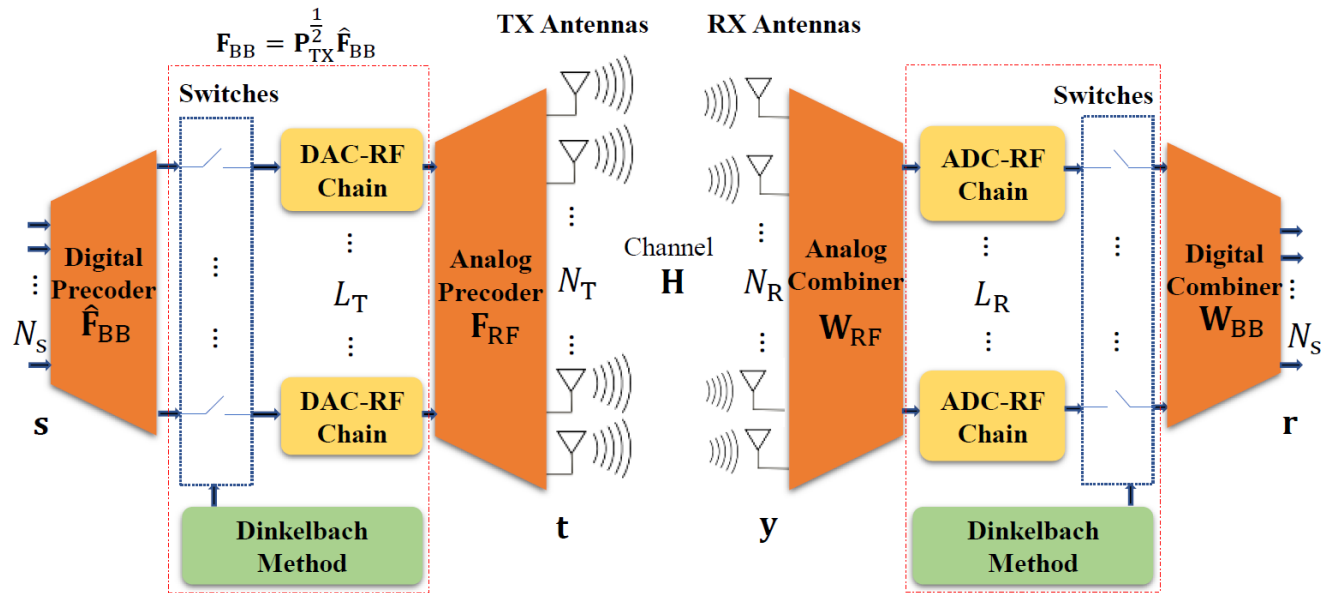 F_BB = P_TX^{1/2} F̂_BB
TX Antennas
RX Antennas
Switches
Switches
DAC-RF
Chain
ADC-RF
Chain
⋮
⋮
Digital
Precoder
F̂_BB
⋮
N_s
s
⋮
⋮
L_T
⋮
DAC-RF
Chain
Analog
Precoder
F_RF
⋮
N_T
⋮
Channel
H
⋮
N_R
⋮
Analog
Combiner
W_RF
⋮
L_R
⋮
ADC-RF
Chain
⋮
⋮
Digital
Combiner
W_BB
⋮
N_s
r
t
y
Dinkelbach
Method
Dinkelbach
Method